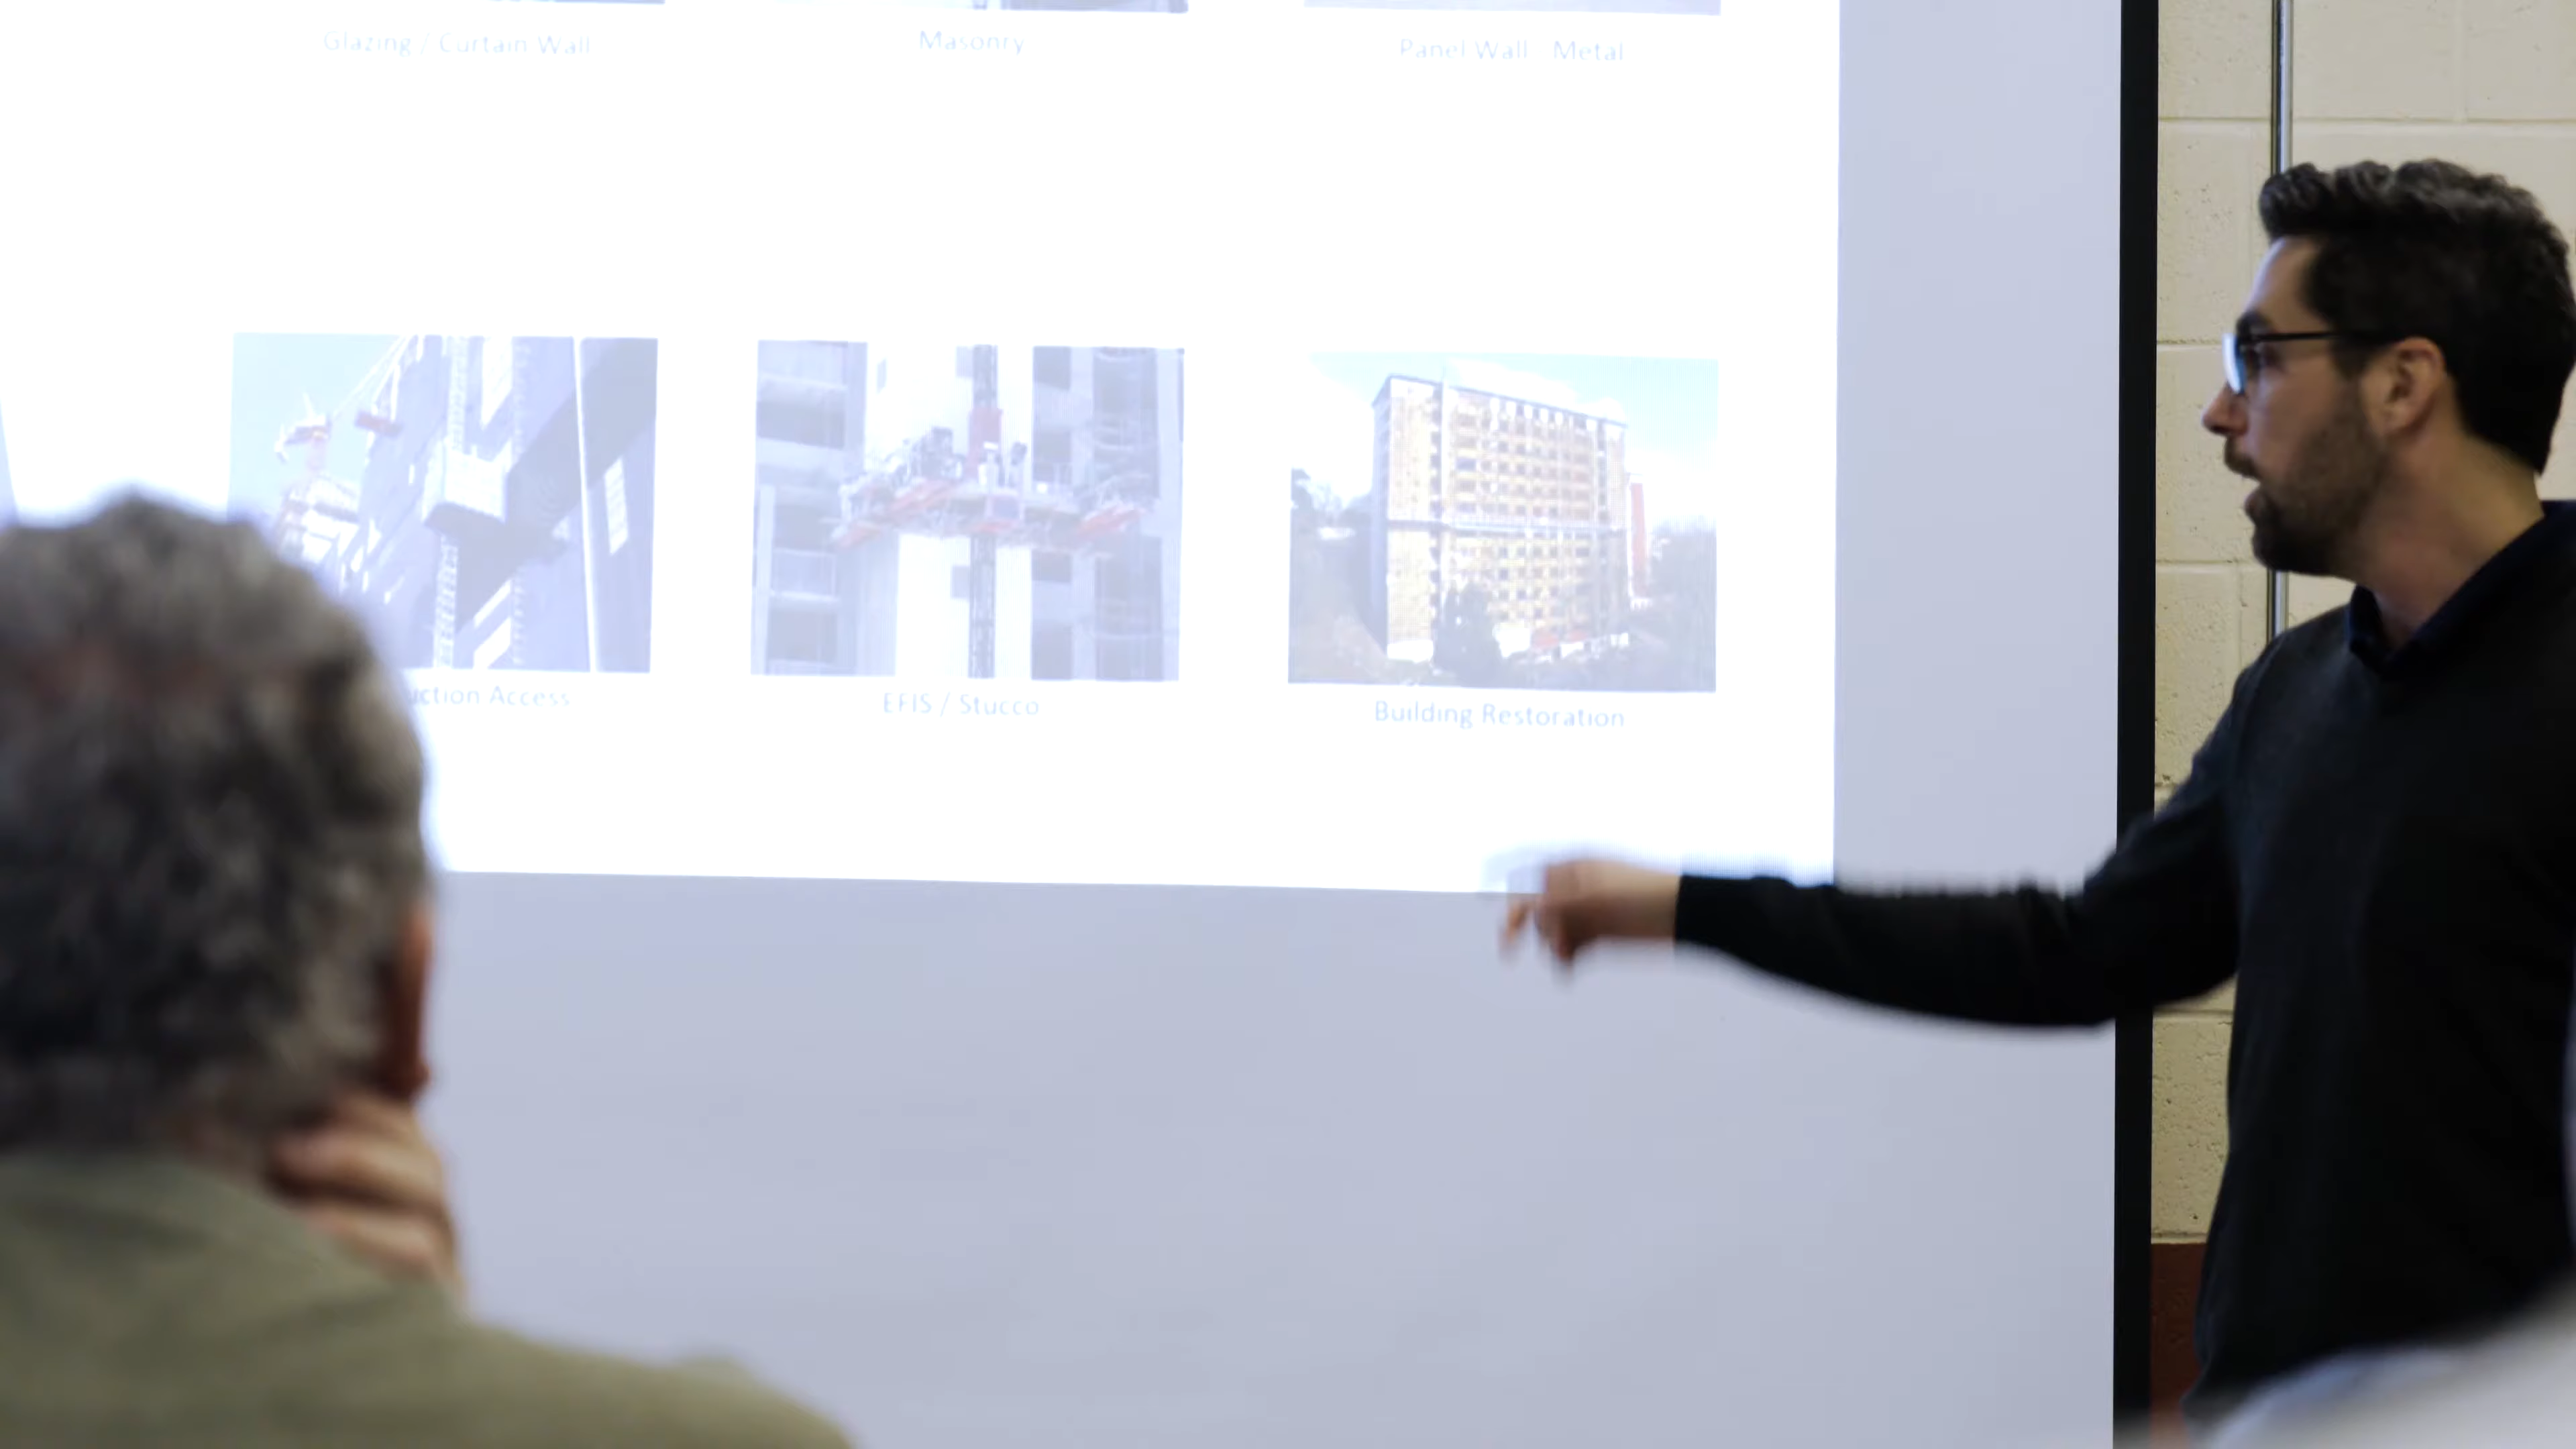 Glazing / Curtain Wall
Masonry
Panel Wall - Metal
uction Access
EFIS / Stucco
Building Restoration